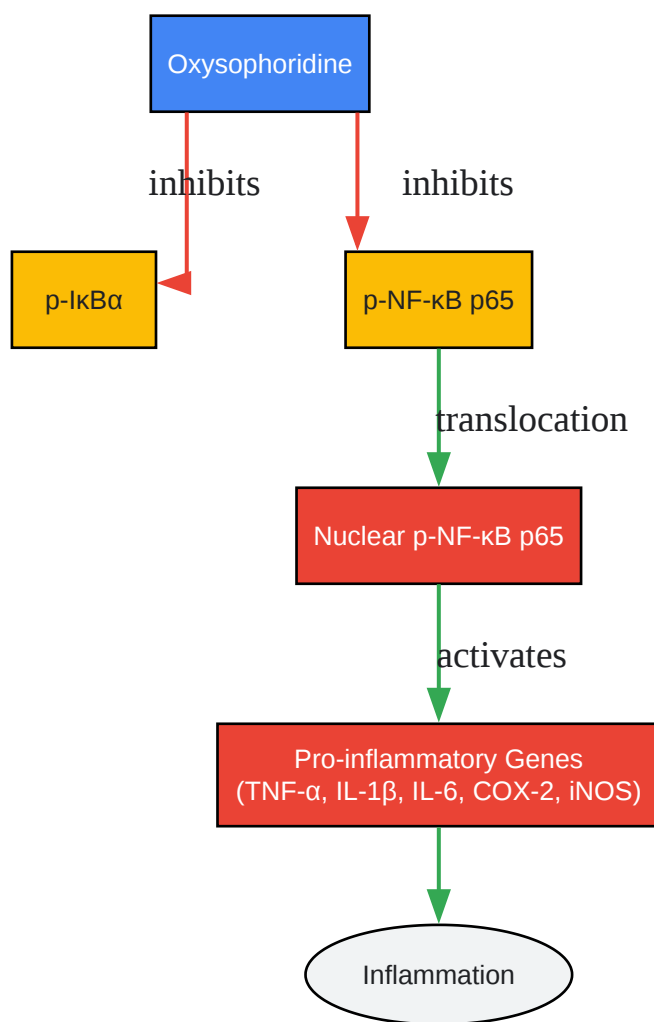 Oxysophoridine
inhibits
inhibits
p-IκBα
p-NF-κB p65
translocation
Nuclear p-NF-κB p65
activates
Pro-inflammatory Genes
(TNF-α, IL-1β, IL-6, COX-2, iNOS)
Inflammation